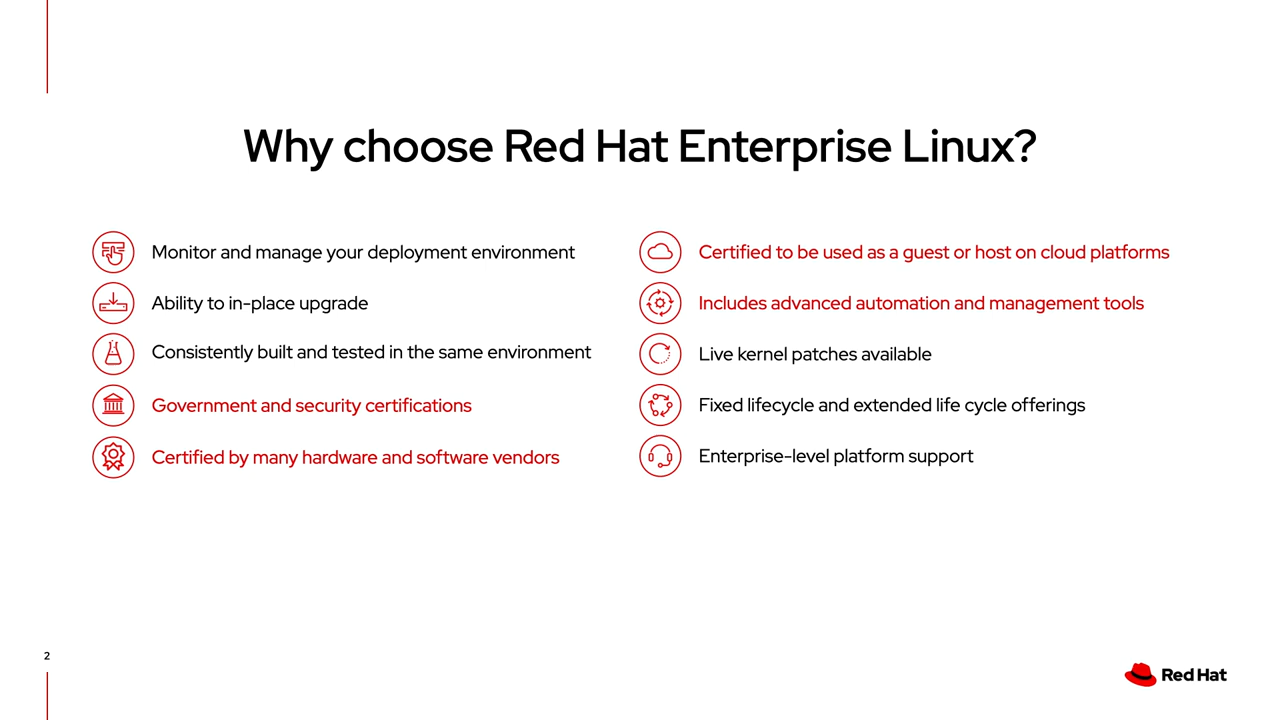 Why choose Red Hat Enterprise Linux?
Monitor and manage your deployment environment
Ability to in-place upgrade
Consistently built and tested in the same environment
Government and security certifications
Certified by many hardware and software vendors
Certified to be used as a guest or host on cloud platforms
Includes advanced automation and management tools
Live kernel patches available
Fixed lifecycle and extended life cycle offerings
Enterprise-level platform support
2
Red Hat